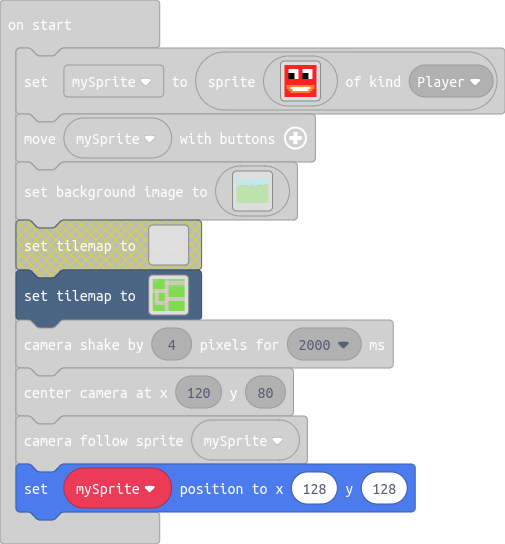 on start
set mySprite to sprite of kind Player
move mySprite with buttons
set background image to
set tilemap to
set tilemap to
camera shake by 4 pixels for 2000 ms
center camera at x 120 y 80
camera follow sprite mySprite
set mySprite position to x 128 y 128